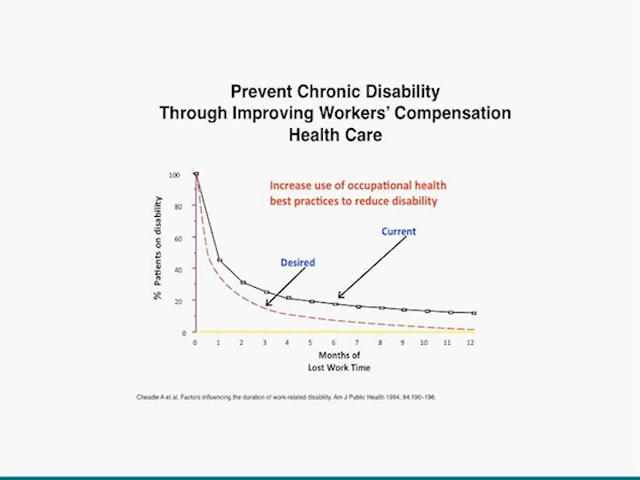 Prevent Chronic Disability
Through Improving Workers' Compensation
Health Care
Increase use of occupational health
best practices to reduce disability
Current
Desired
% Patients on disability
100
80
60
40
20
0
0 1 2 3 4 5 6 7 8 9 10 11 12
Months of
Lost Work Time
Cheadle A et al. Factors influencing the duration of work-related disability. Am J Public Health 1994; 84:190–196.